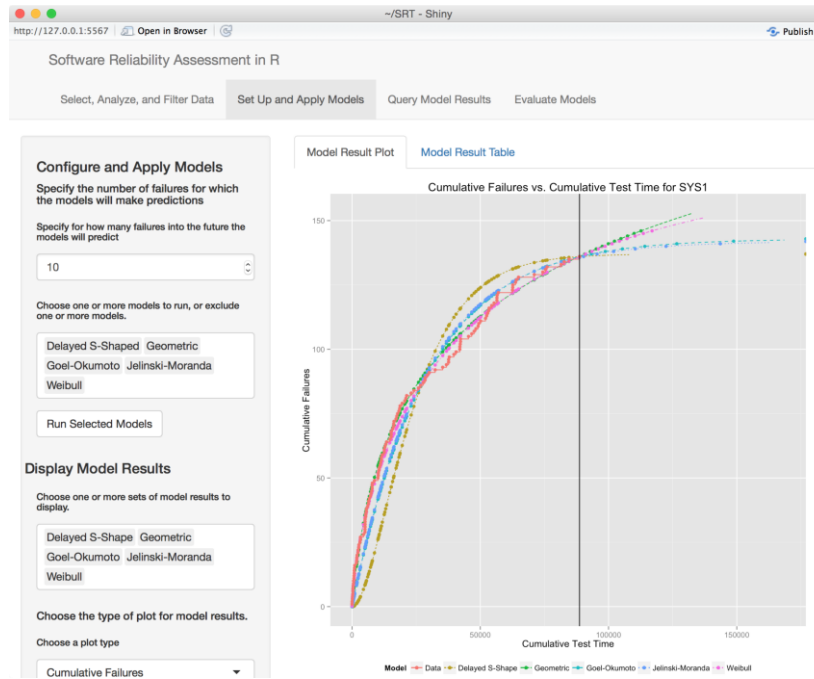 ~/SRT - Shiny
http://127.0.0.1:5567 Open in Browser Publish
Software Reliability Assessment in R
Select, Analyze, and Filter Data Set Up and Apply Models Query Model Results Evaluate Models
Configure and Apply Models
Specify the number of failures for which
the models will make predictions
Specify for how many failures into the future the
models will predict
10
Choose one or more models to run, or exclude
one or more models.
Delayed S-Shaped Geometric
Goel-Okumoto Jelinski-Moranda
Weibull
Run Selected Models
Display Model Results
Choose one or more sets of model results to
display.
Delayed S-Shape Geometric
Goel-Okumoto Jelinski-Moranda
Weibull
Choose the type of plot for model results.
Choose a plot type
Cumulative Failures
Model Result Plot Model Result Table
Cumulative Failures vs. Cumulative Test Time for SYS1
Cumulative Failures
150
100
50
0
0 50000 100000 150000
Cumulative Test Time
Model Data Delayed S-Shape Geometric Goel-Okumoto Jelinski-Moranda Weibull